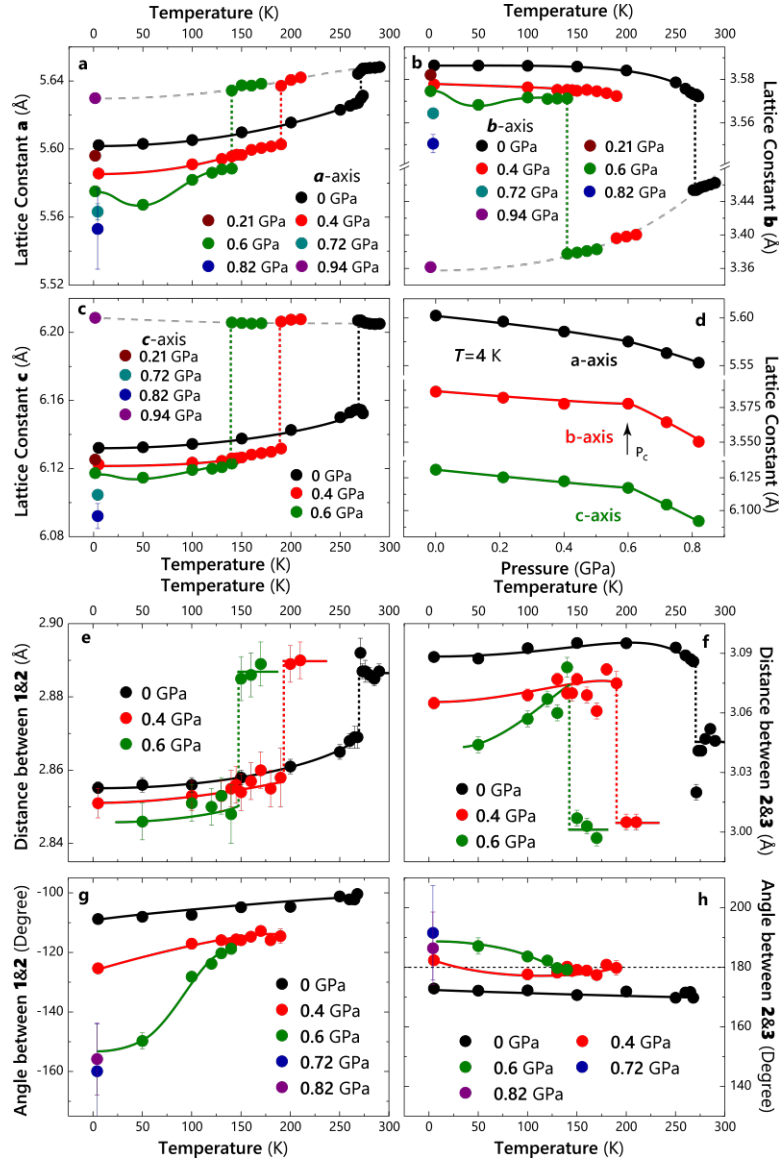 Temperature (K)
Temperature (K)
0 50 100 150 200 250 300
0 50 100 150 200 250 300
a
5.64
5.60
5.56
5.52
Lattice Constant a (Å)
a-axis
0 GPa
0.21 GPa
0.4 GPa
0.6 GPa
0.72 GPa
0.82 GPa
0.94 GPa
b
3.58
3.56
3.44
3.40
3.36
Lattice Constant b (Å)
b-axis
0 GPa
0.21 GPa
0.4 GPa
0.6 GPa
0.72 GPa
0.82 GPa
0.94 GPa
c
6.20
6.16
6.12
6.08
Lattice Constant c (Å)
c-axis
0.21 GPa
0.72 GPa
0.82 GPa
0.94 GPa
0 GPa
0.4 GPa
0.6 GPa
0 50 100 150 200 250 300
Temperature (K)
Temperature (K)
d
5.60
5.55
3.575
3.550
6.125
6.100
Lattice Constant (Å)
T=4 K
a-axis
b-axis
Pc
c-axis
0.0 0.2 0.4 0.6 0.8
Pressure (GPa)
Temperature (K)
0 50 100 150 200 250 300
e
2.90
2.88
2.86
2.84
Distance between 1&2 (Å)
0 GPa
0.4 GPa
0.6 GPa
f
3.09
3.06
3.03
3.00
Distance between 2&3 (Å)
0 GPa
0.4 GPa
0.6 GPa
g
-100
-120
-140
-160
Angle between 1&2 (Degree)
0 GPa
0.4 GPa
0.6 GPa
0.72 GPa
0.82 GPa
0 50 100 150 200 250 300
Temperature (K)
h
200
190
180
170
160
140
Angle between 2&3 (Degree)
0 GPa
0.4 GPa
0.6 GPa
0.72 GPa
0.82 GPa
0 50 100 150 200 250 300
Temperature (K)